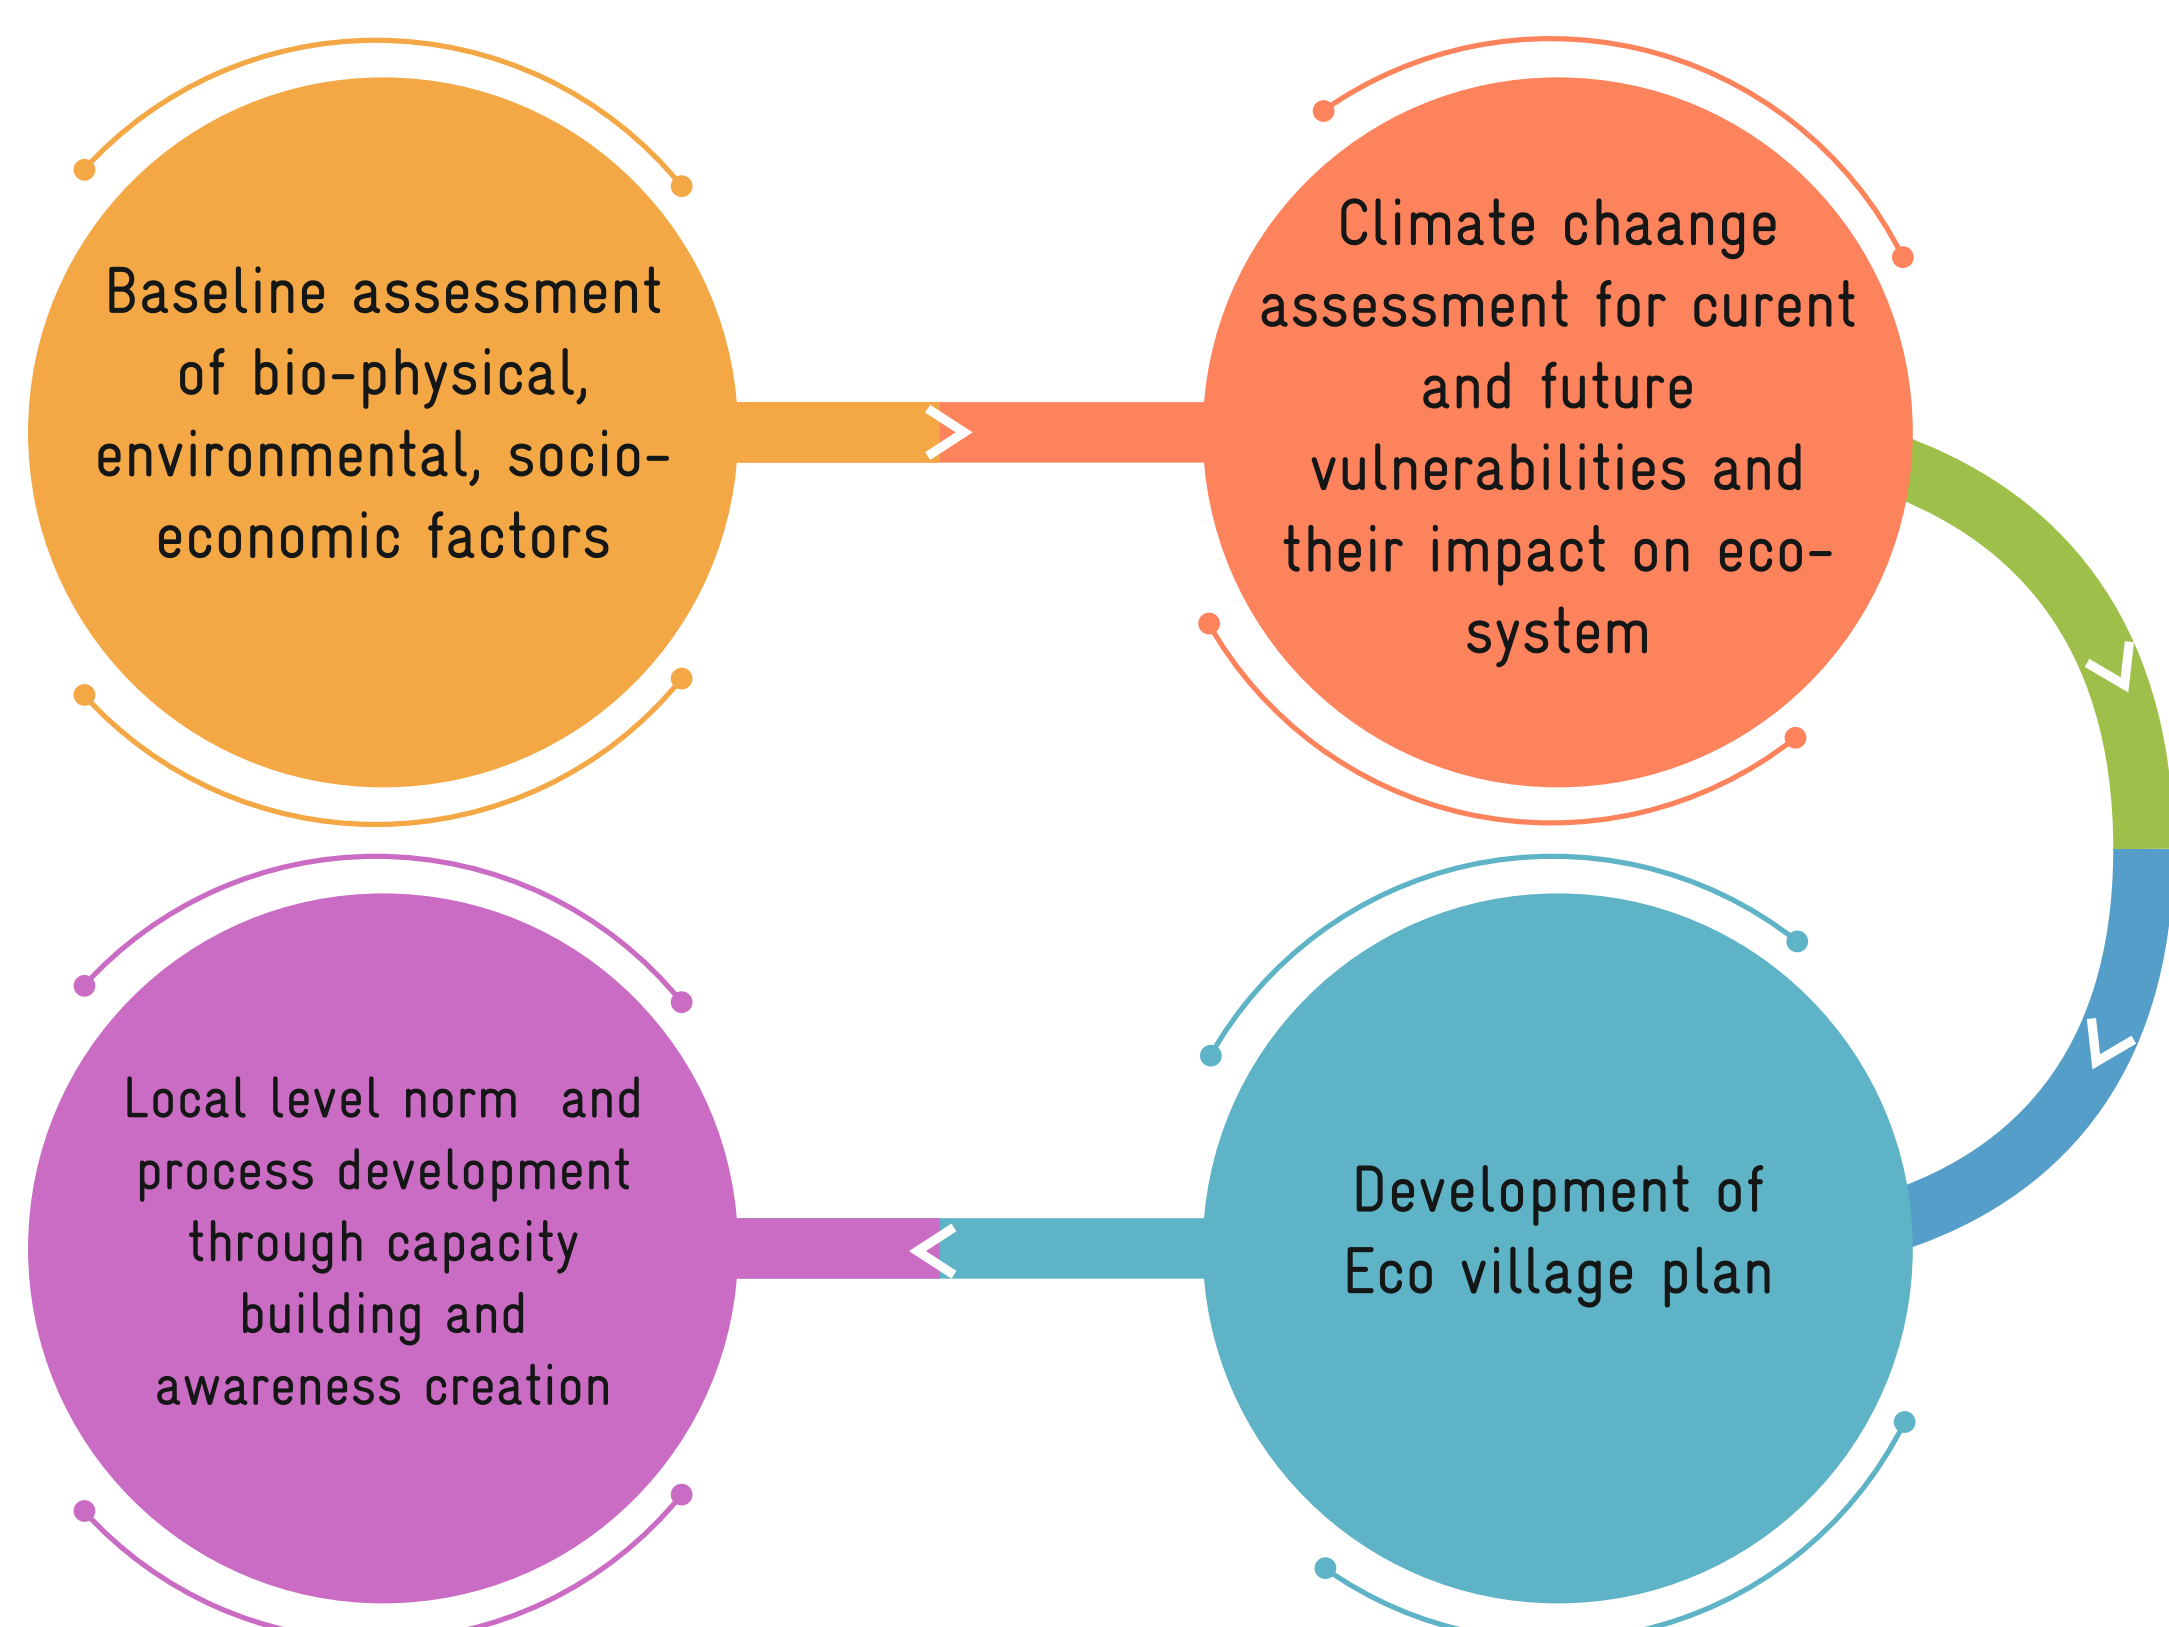 Baseline assessment
of bio-physical,
environmental, socio-
economic factors
Climate chaange
assessment for curent
and future
vulnerabilities and
their impact on eco-
system
Development of
Eco village plan
Local level norm  and
process development
through capacity
building and
awareness creation